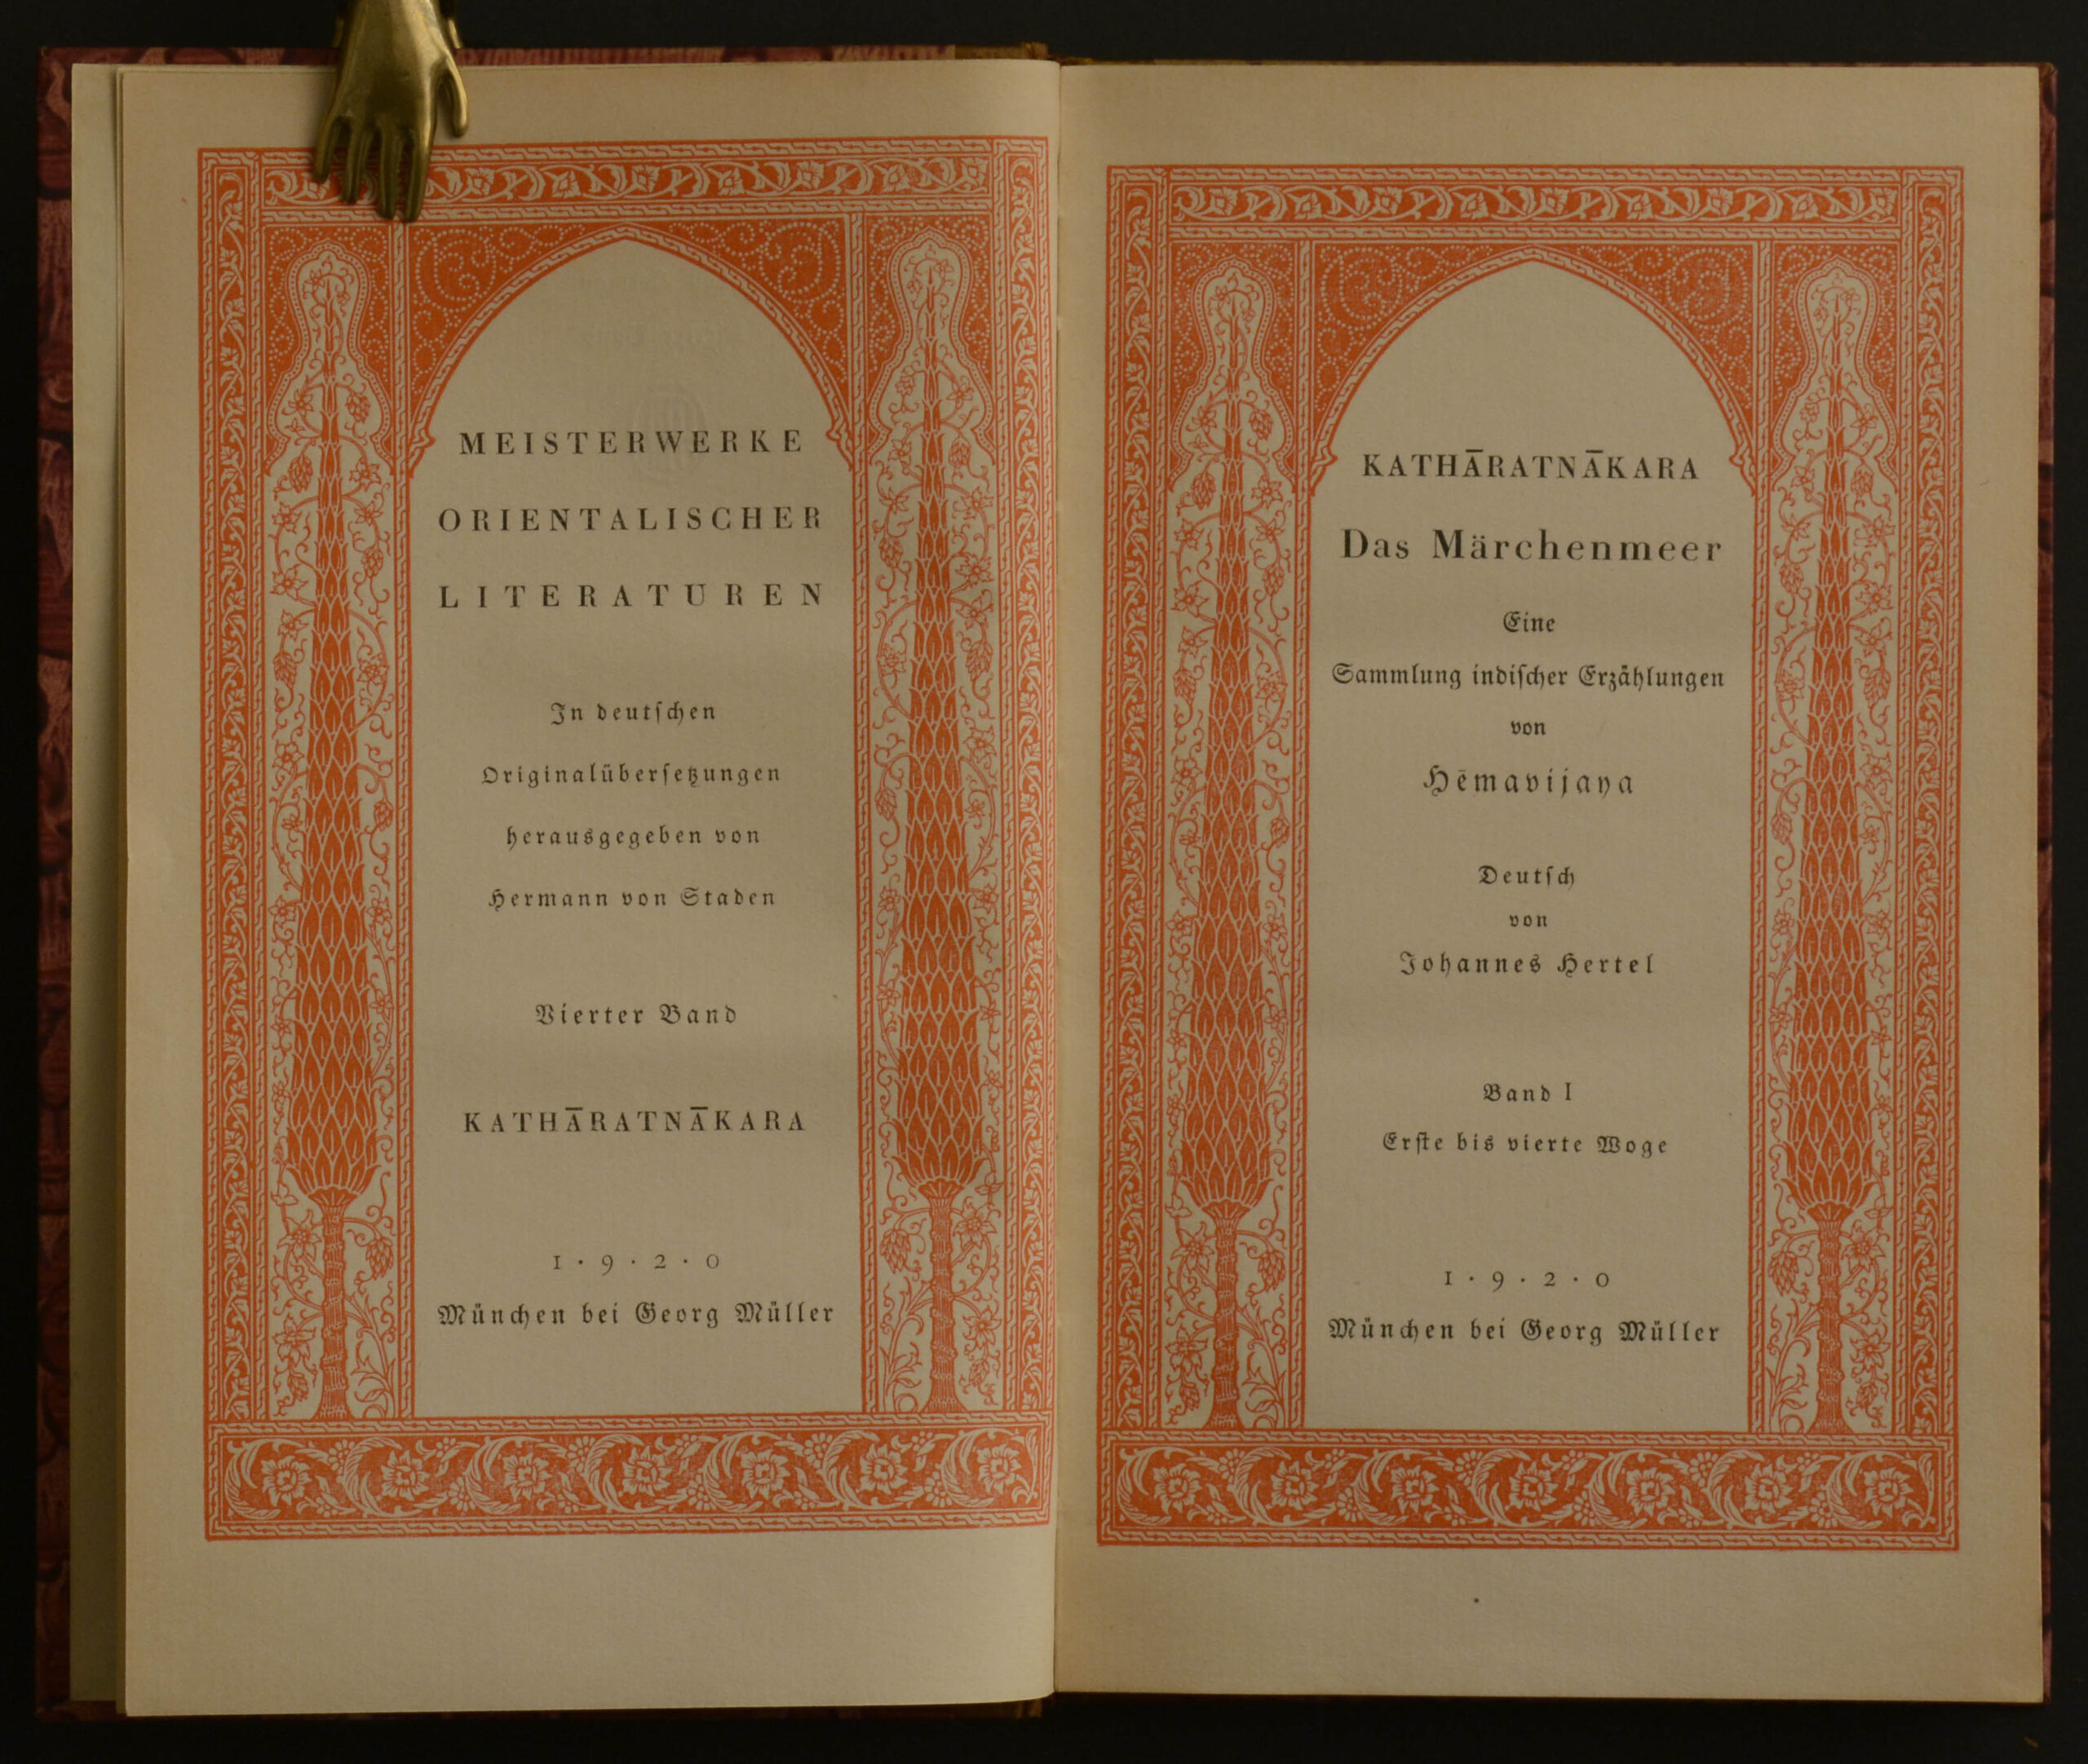 MEISTERWERKE
ORIENTALISCHER
LITERATUREN
In deutſchen
Originalüberſetzungen
herausgegeben von
Hermann von Staden
Vierter Band
KATHĀRATNĀKARA
1 · 9 · 2 · 0
München bei Georg Müller
KATHĀRATNĀKARA
Das Märchenmeer
Eine
Sammlung indiſcher Erzählungen
von
Hēmavijaya
Deutſch
von
Johannes Hertel
Band I
Erſte bis vierte Woge
1 · 9 · 2 · 0
München bei Georg Müller